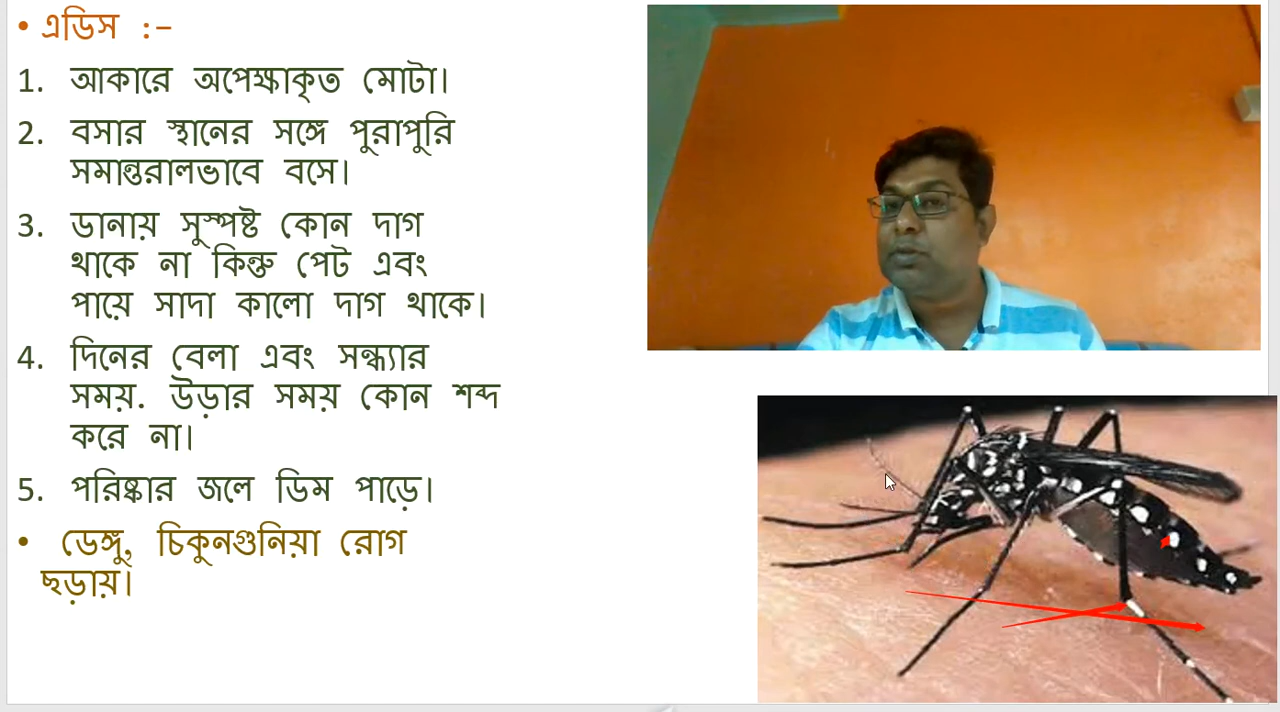 • এডিস :-
1. আকারে অপেক্ষাকৃত মোটা।
2. বসার স্থানের সঙ্গে পুরাপুরি
সমান্তরালভাবে বসে।
3. ডানায় সুস্পষ্ট কোন দাগ
থাকে না কিন্তু পেট এবং
পায়ে সাদা কালো দাগ থাকে।
4. দিনের বেলা এবং সন্ধ্যার
সময়. উড়ার সময় কোন শব্দ
করে না।
5. পরিষ্কার জলে ডিম পাড়ে।
• ডেঙ্গু, চিকুনগুনিয়া রোগ
ছড়ায়।